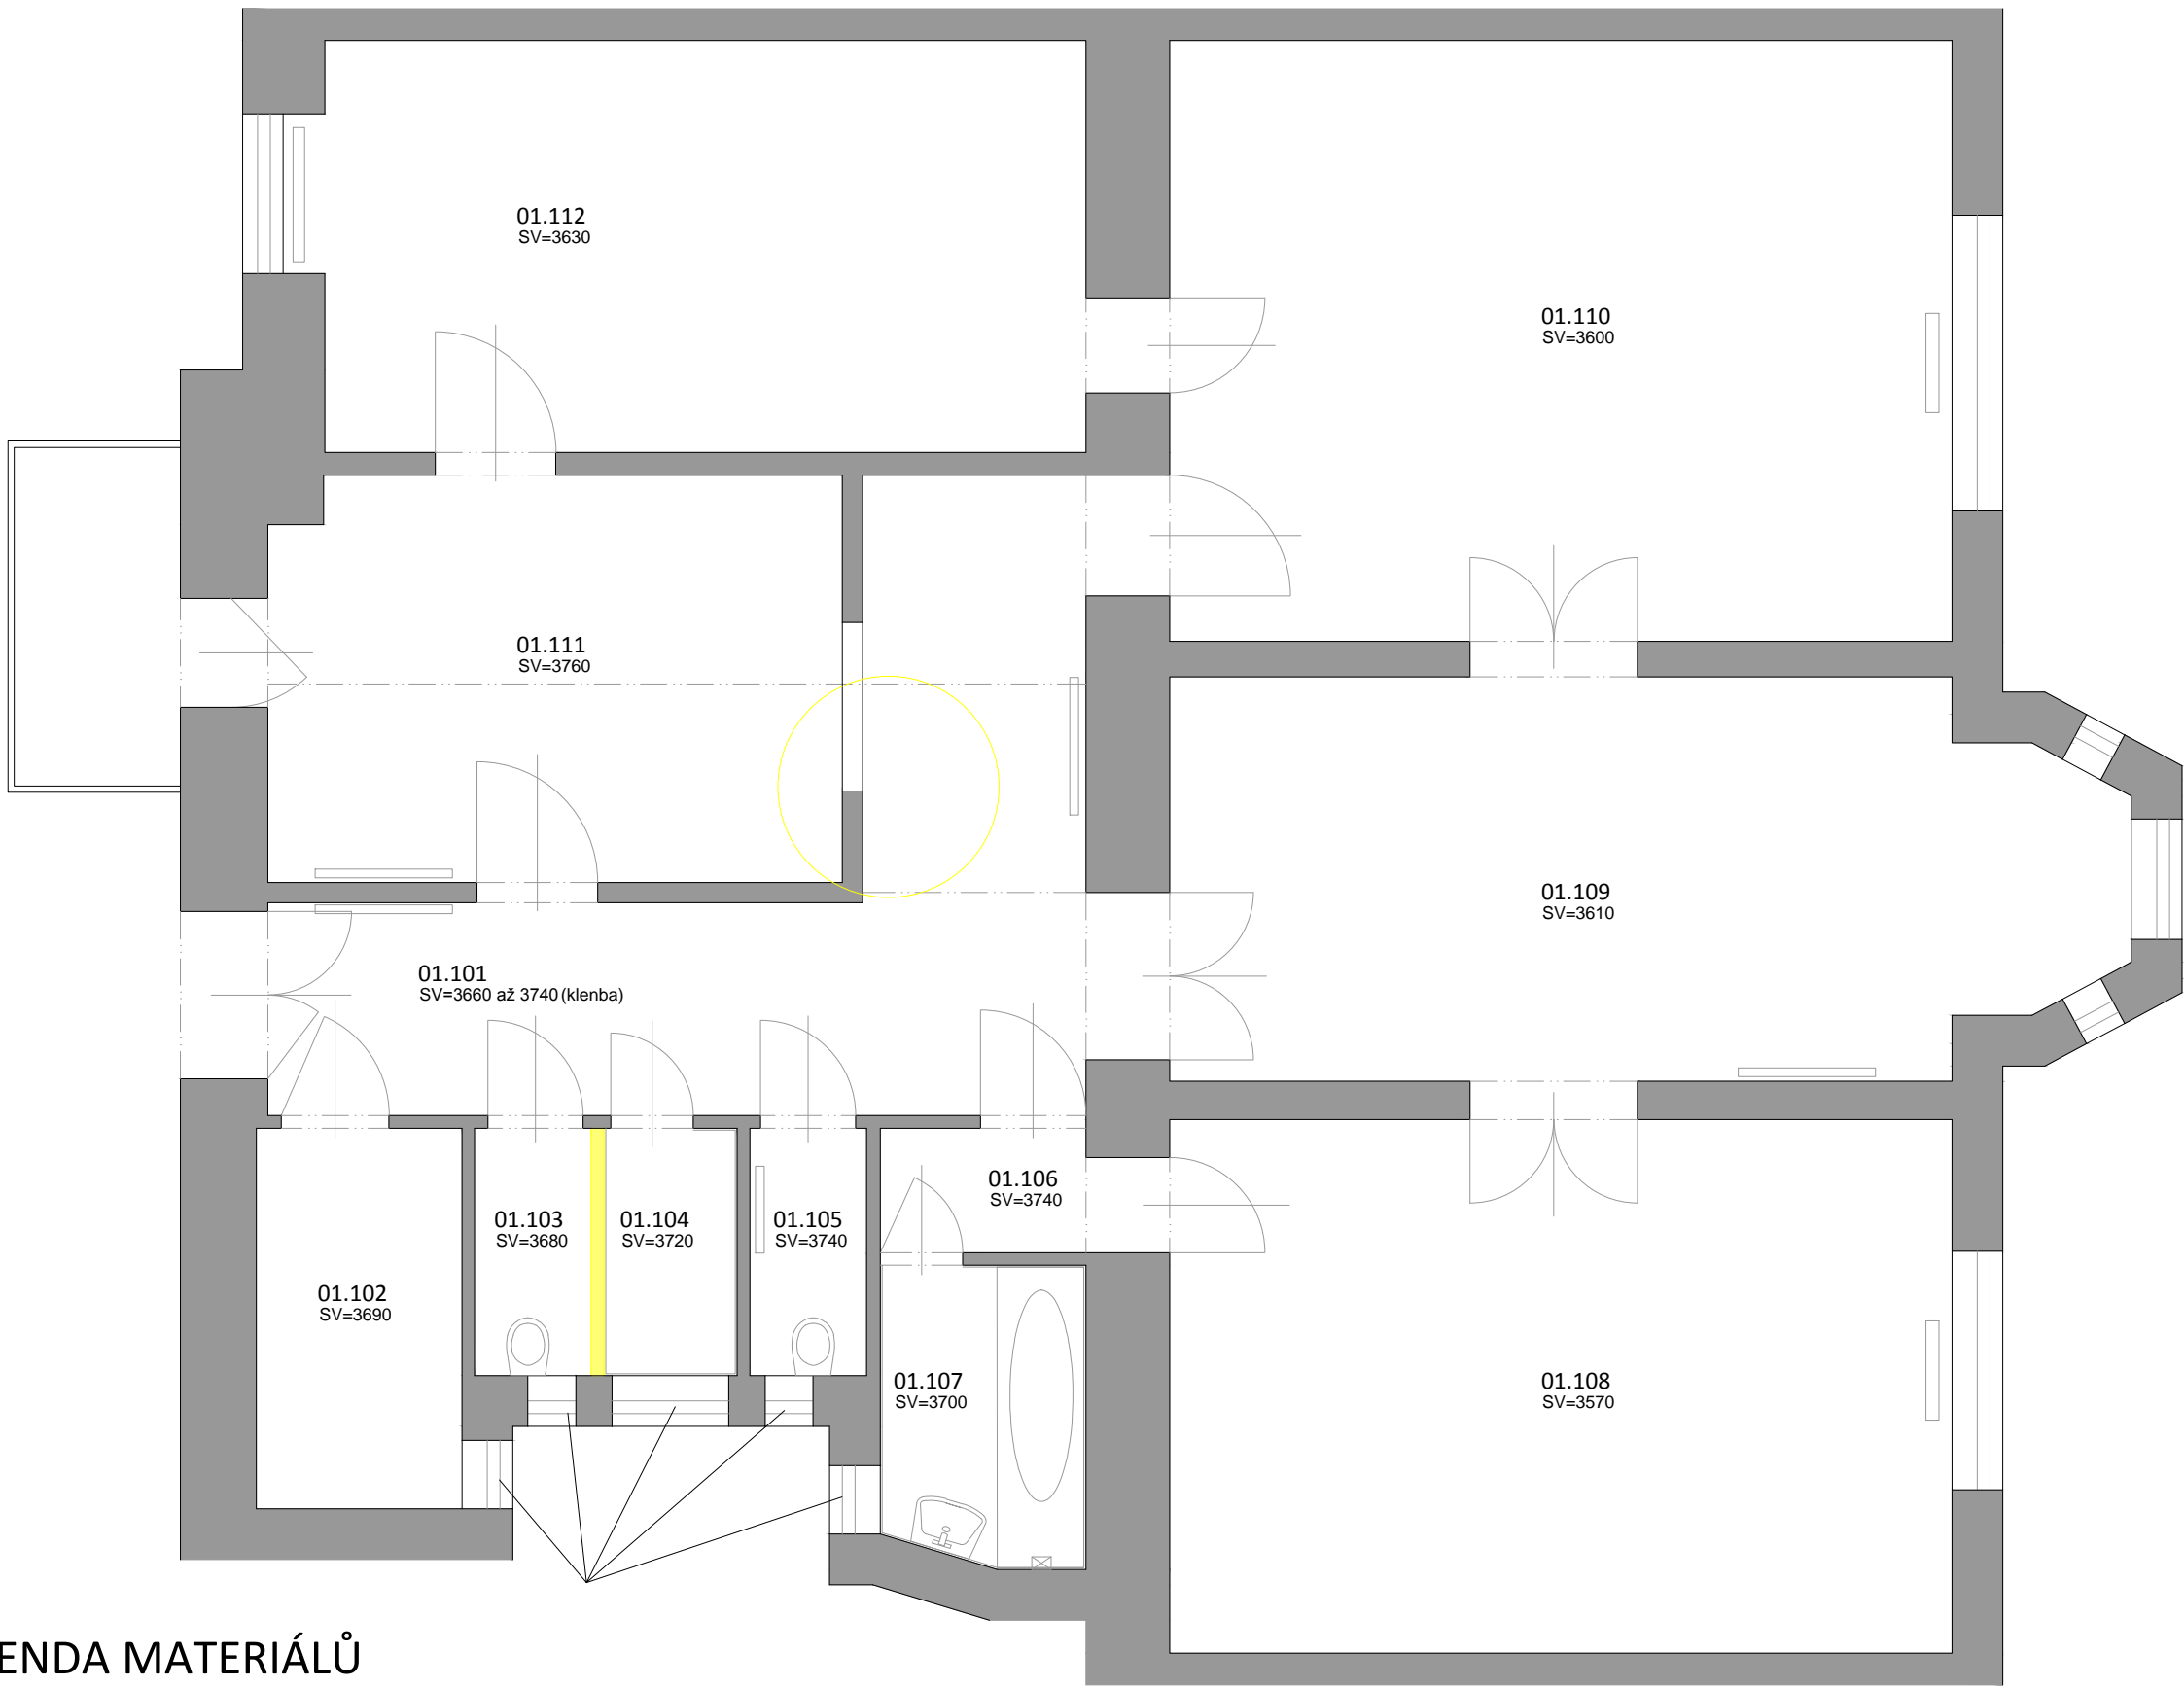 01.112
SV=3630
01.110
SV=3600
01.111
SV=3760
01.109
SV=3610
01.101
SV=3660 až 3740 (klenba)
01.106
SV=3740
01.103
SV=3680
01.104
SV=3720
01.105
SV=3740
01.102
SV=3690
01.107
SV=3700
01.108
SV=3570
ENDA MATERIÁLŮ